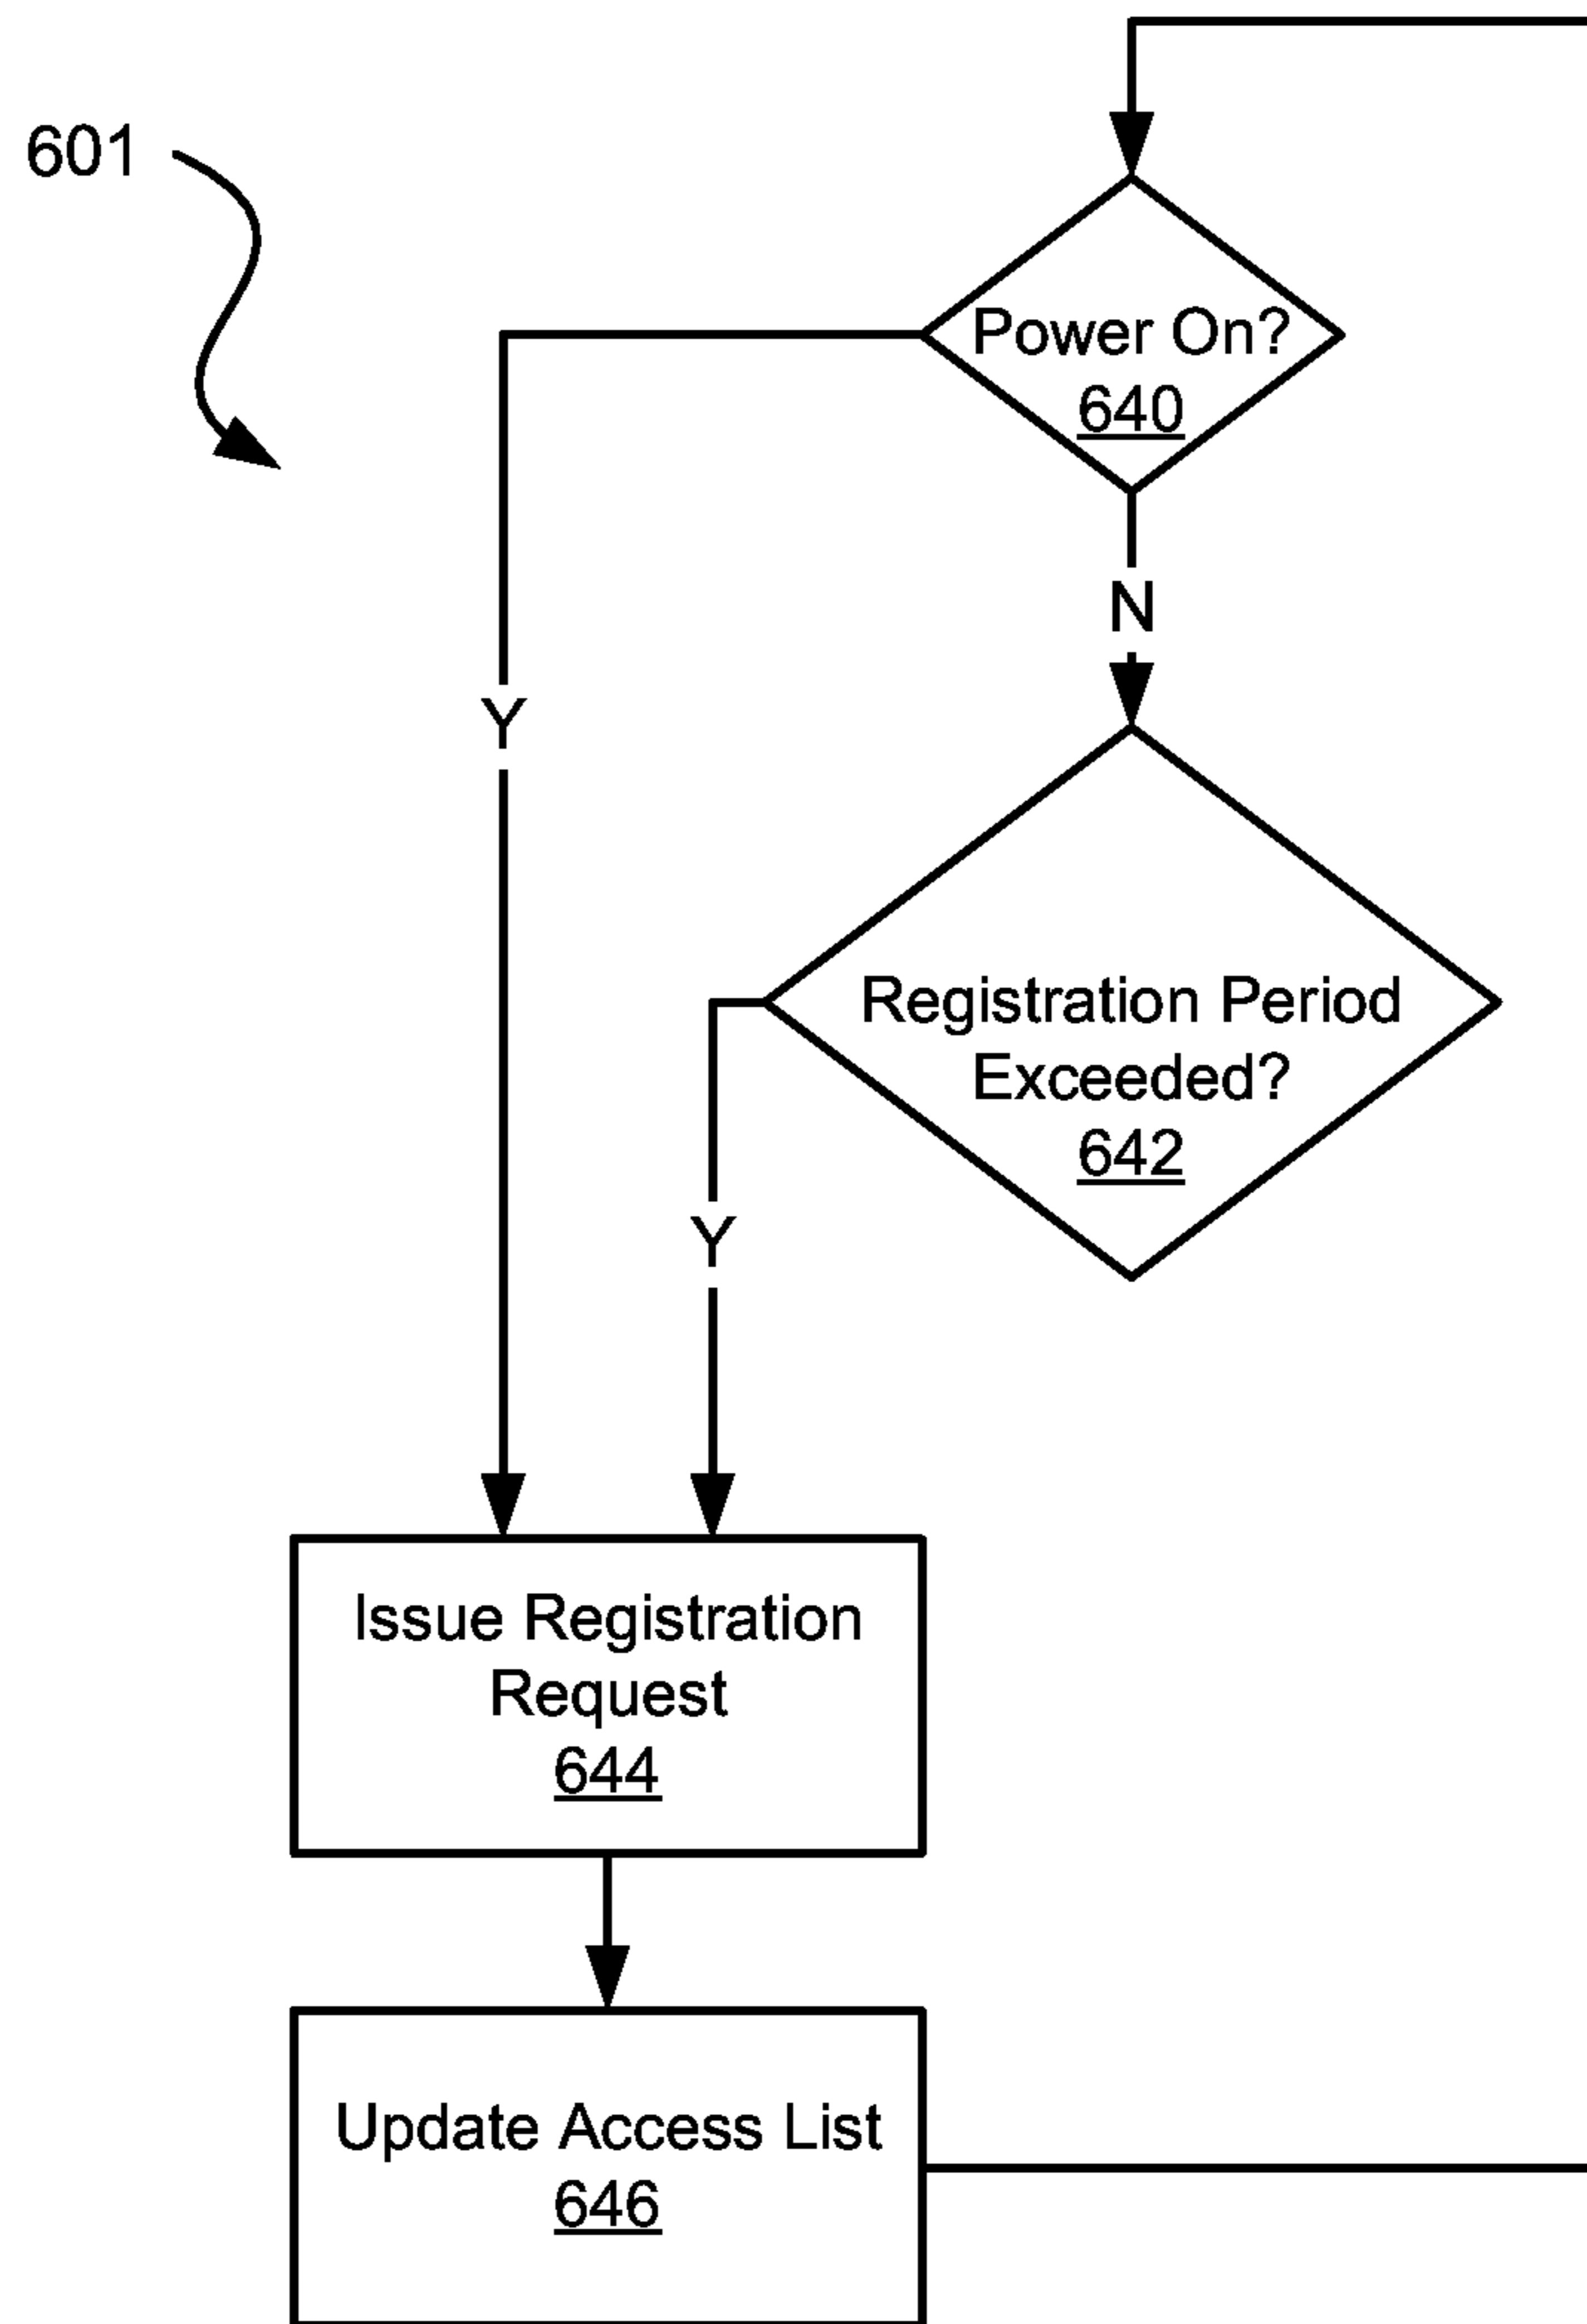 601
Power On?
640
N
Y
Registration Period
Exceeded?
642
Y
Issue Registration
Request
644
Update Access List
646